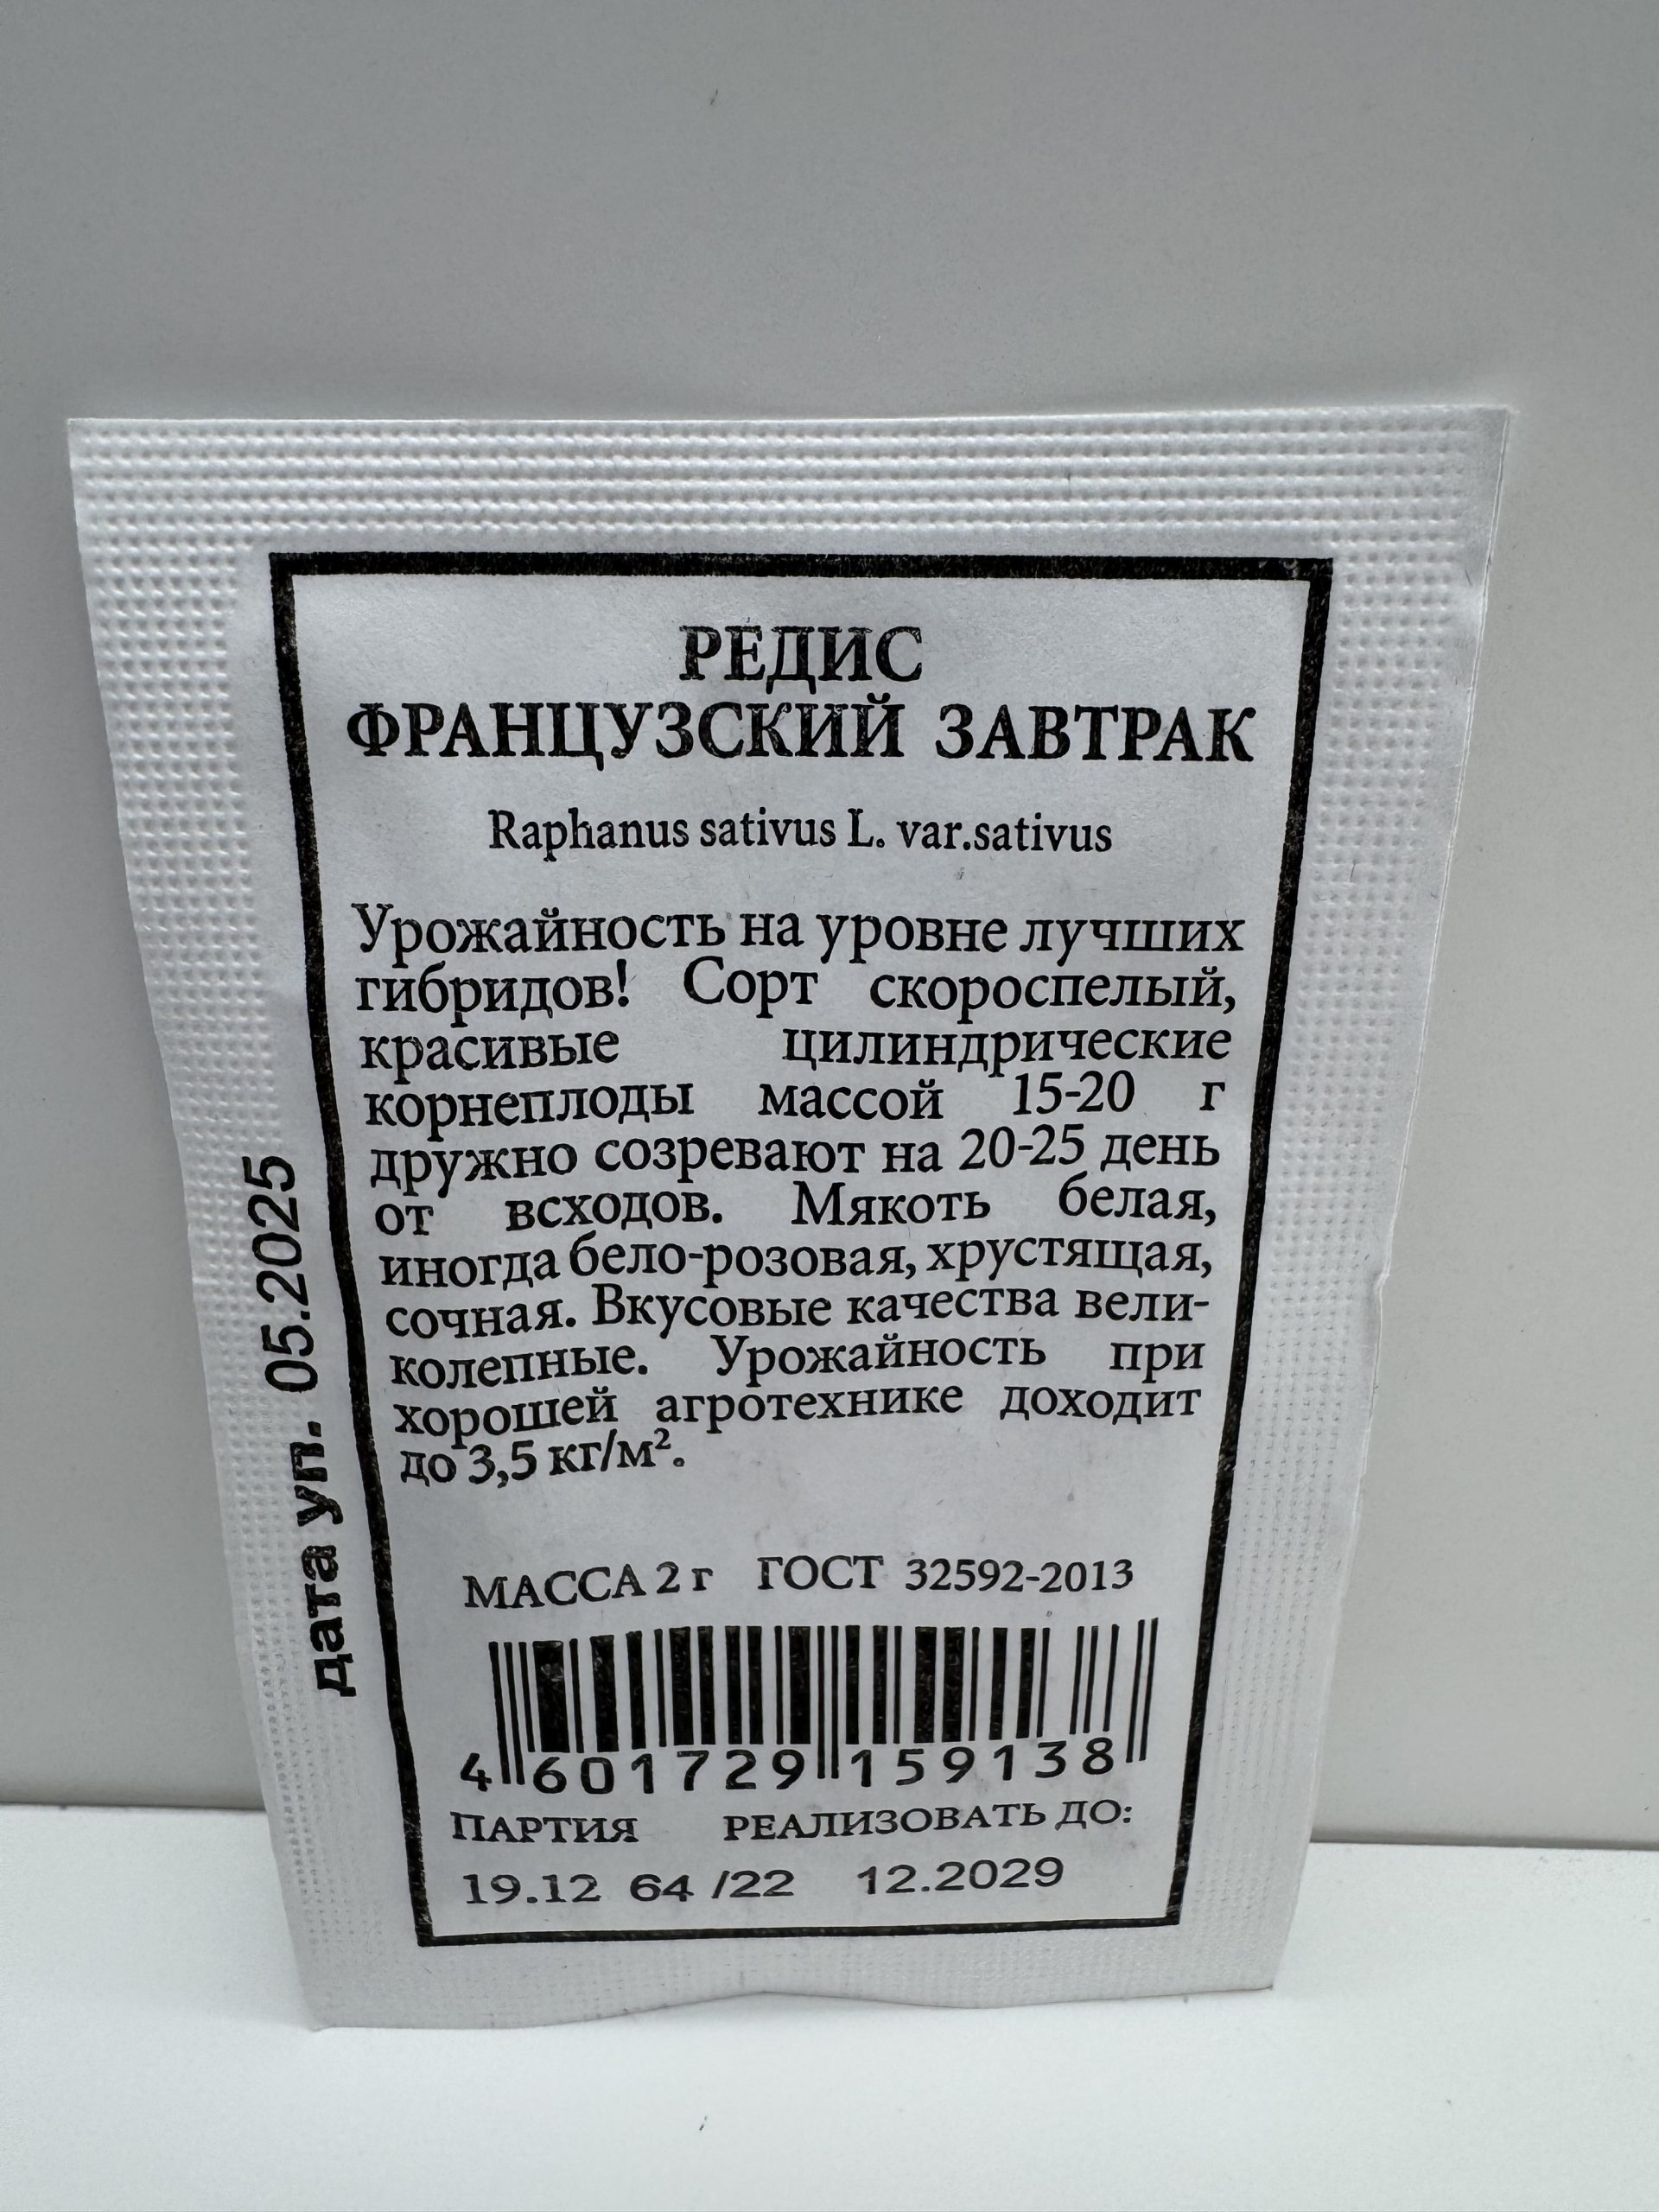 РЕДИС
ФРАНЦУЗСКИЙ ЗАВТРАК
Raphanus sativus L. var.sativus
Урожайность на уровне лучших
гибридов! Сорт скороспелый,
красивые цилиндрические
корнеплоды массой 15-20 г
дружно созревают на 20-25 день
от всходов. Мякоть белая,
иногда бело-розовая, хрустящая,
сочная. Вкусовые качества вели-
колепные. Урожайность при
хорошей агротехнике доходит
до 3,5 кг/м².
МАССА 2 г ГОСТ 32592-2013
4 601729 159138
ПАРТИЯ РЕАЛИЗОВАТЬ ДО:
19.12 64 /22 12.2029
дата уп. 05.2025